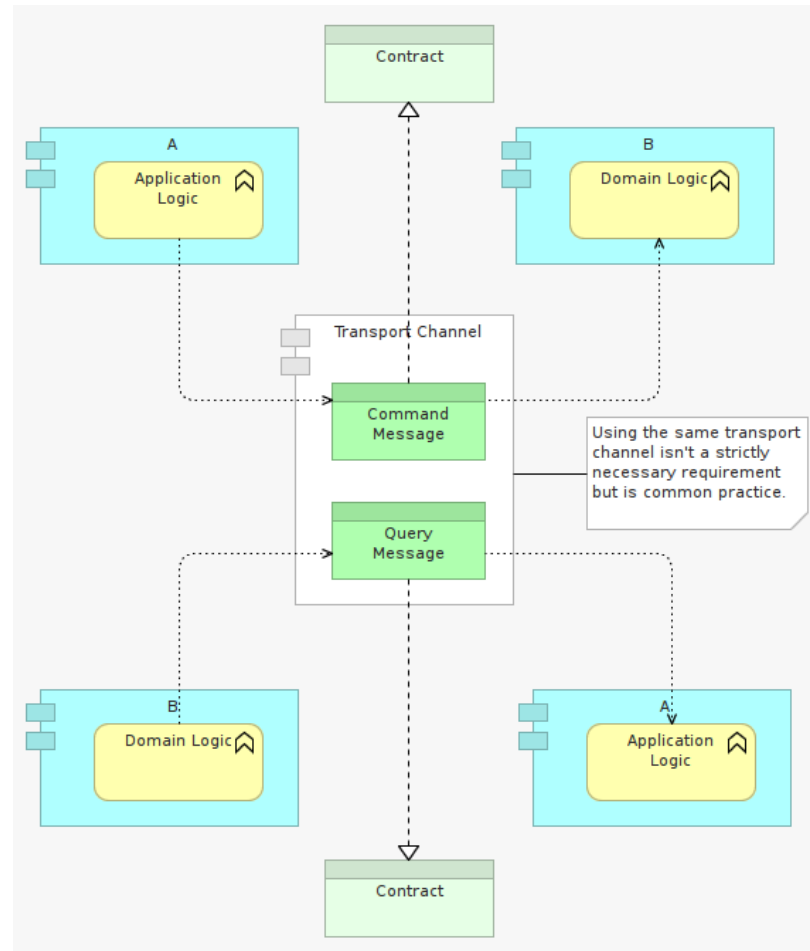 Contract
A
Application
Logic
B
Domain Logic
Transport Channel
Command
Message
Using the same transport
channel isn't a strictly
necessary requirement
but is common practice.
Query
Message
B
Domain Logic
A
Application
Logic
Contract